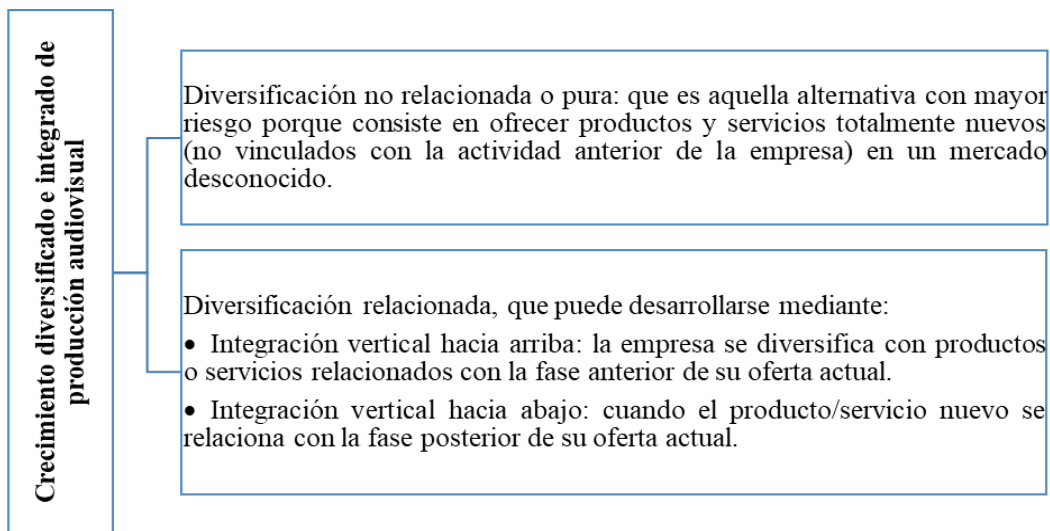 Crecimiento diversificado e integrado de
producción audiovisual
Diversificación no relacionada o pura: que es aquella alternativa con mayor
riesgo porque consiste en ofrecer productos y servicios totalmente nuevos
(no vinculados con la actividad anterior de la empresa) en un mercado
desconocido.
Diversificación relacionada, que puede desarrollarse mediante:
• Integración vertical hacia arriba: la empresa se diversifica con productos
o servicios relacionados con la fase anterior de su oferta actual.
• Integración vertical hacia abajo: cuando el producto/servicio nuevo se
relaciona con la fase posterior de su oferta actual.